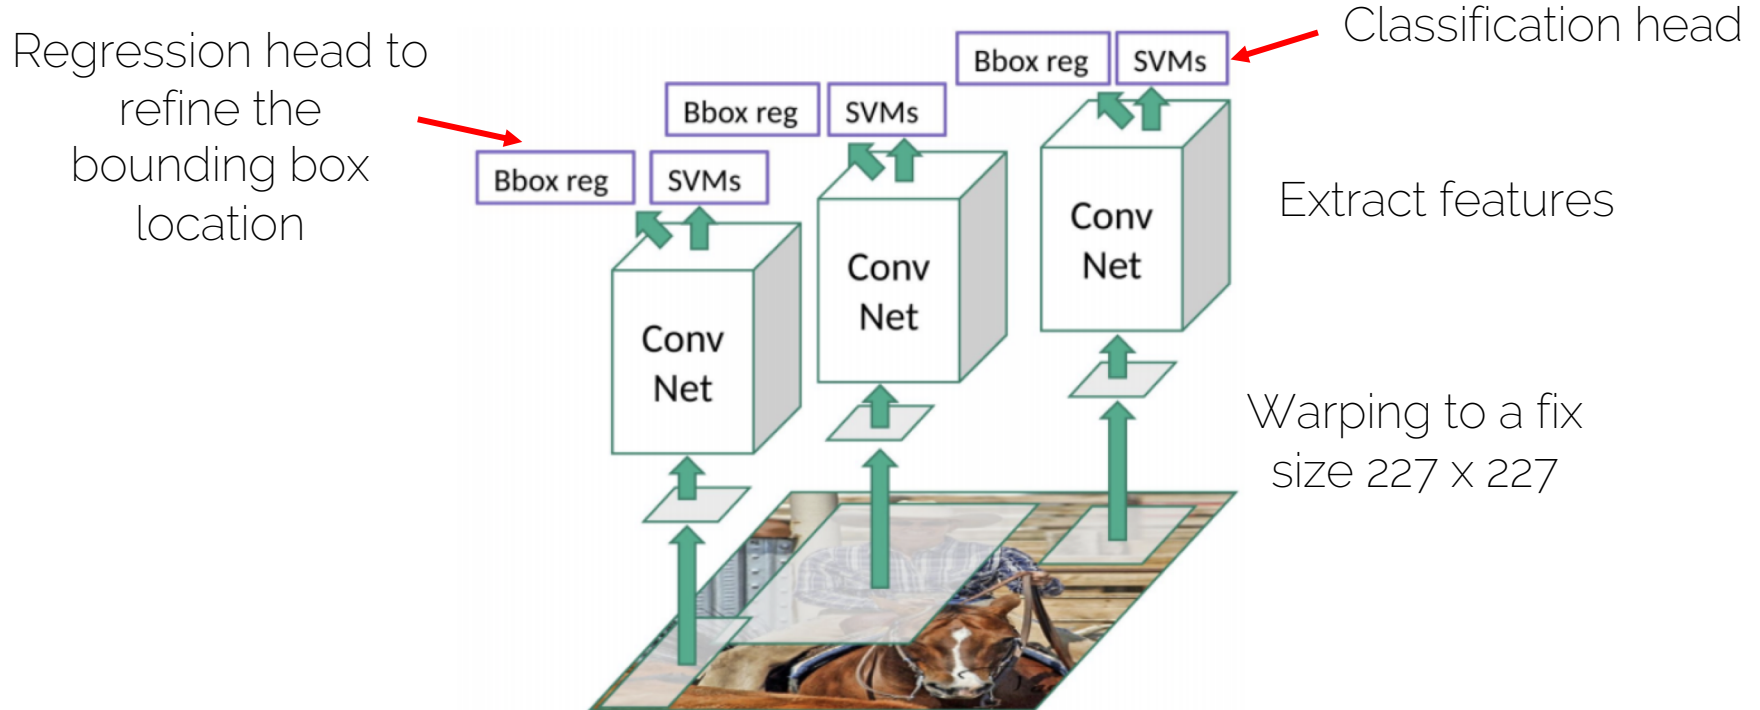 Regression head to
refine the
bounding box
location
Classification head
Bbox reg
SVMs
Bbox reg
SVMs
Bbox reg
SVMs
Extract features
Conv
Net
Conv
Net
Conv
Net
Warping to a fix
size 227 x 227